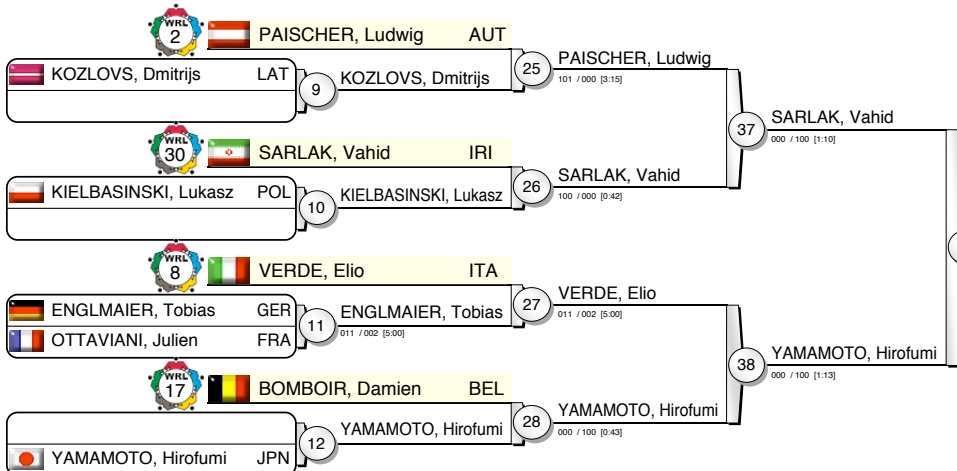 WRL
2
PAISCHER, Ludwig AUT
KOZLOVS, Dmitrijs LAT
9
KOZLOVS, Dmitrijs
25
PAISCHER, Ludwig
101 / 000 [3:15]
WRL
30
SARLAK, Vahid IRI
KIELBASINSKI, Lukasz POL
10
KIELBASINSKI, Lukasz
26
SARLAK, Vahid
100 / 000 [0:42]
37
SARLAK, Vahid
000 / 100 [1:10]
WRL
8
VERDE, Elio ITA
ENGLMAIER, Tobias GER
OTTAVIANI, Julien FRA
11
ENGLMAIER, Tobias
011 / 002 [5:00]
27
VERDE, Elio
011 / 002 [5:00]
WRL
17
BOMBOIR, Damien BEL
YAMAMOTO, Hirofumi JPN
12
YAMAMOTO, Hirofumi
28
YAMAMOTO, Hirofumi
000 / 100 [0:43]
38
YAMAMOTO, Hirofumi
000 / 100 [1:13]